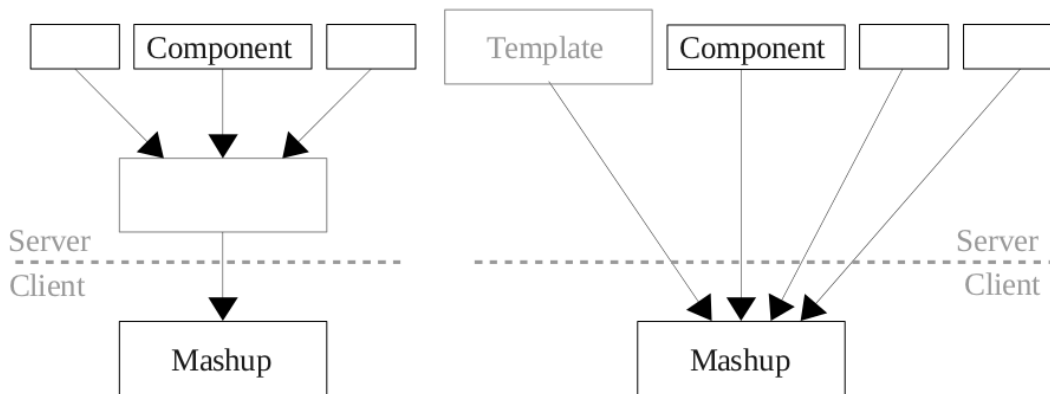 Component
Template
Component
Server
Client
Server
Client
Mashup
Mashup